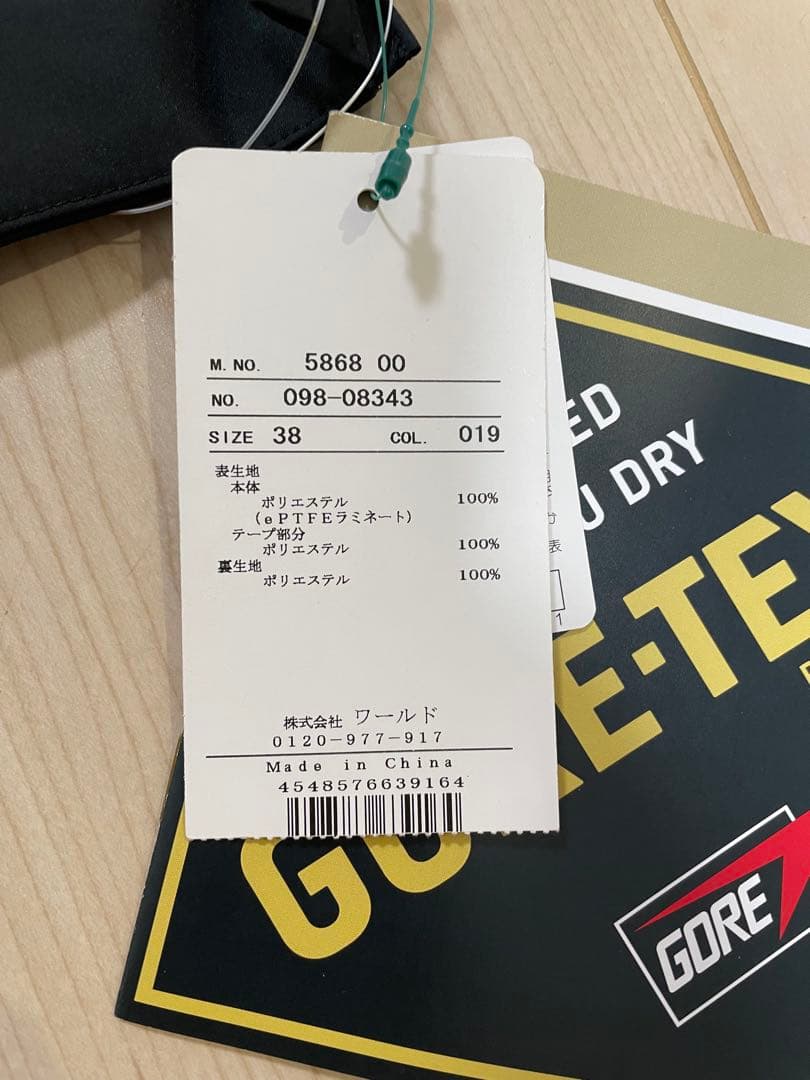 M. NO. 5868 00
NO. 098-08343
SIZE 38 COL. 019
表生地
本体
ポリエステル 100%
(ePTFEラミネート)
テープ部分
ポリエステル 100%
裏生地
ポリエステル 100%
株式会社 ワールド
0120-977-917
Made in China
4548576639164
ED
U DRY
GORE-TEX
GORE
表
1